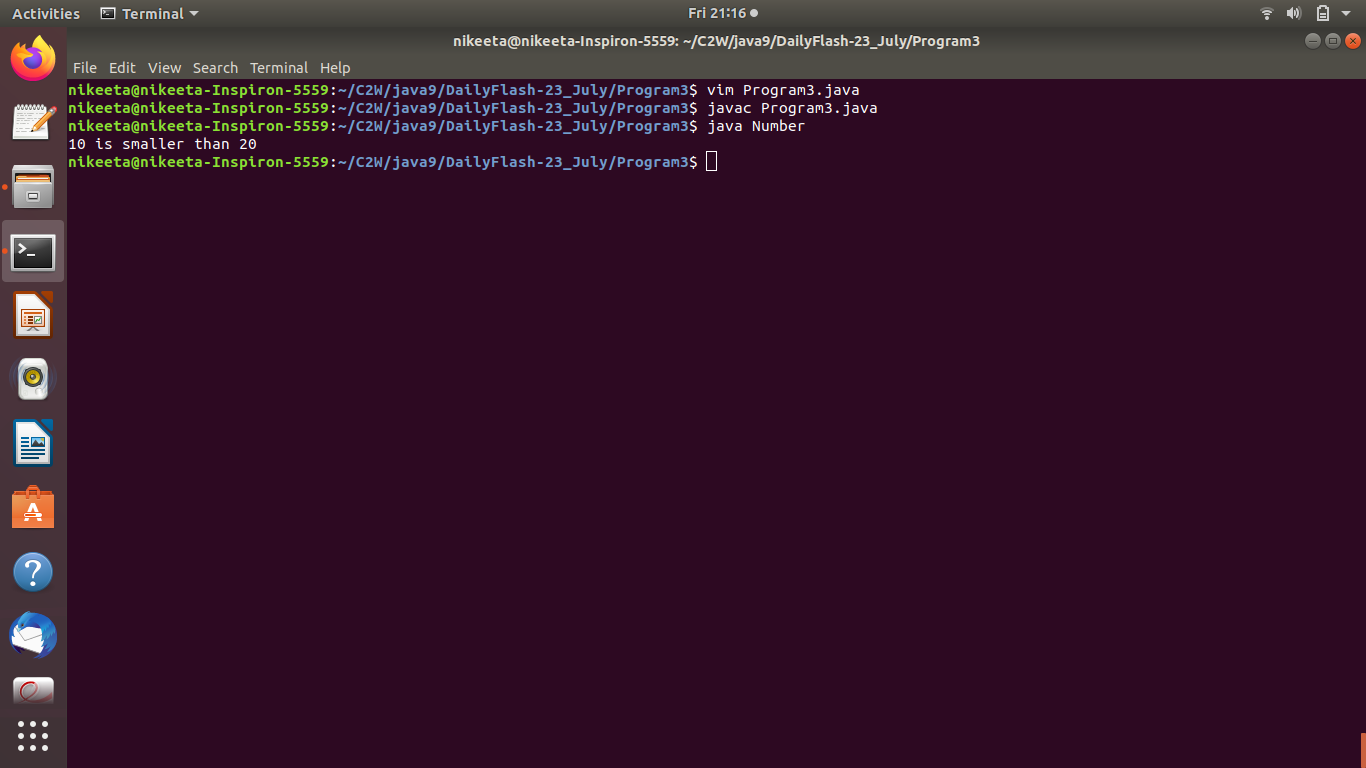 Activities Terminal Fri 21:16
nikeeta@nikeeta-Inspiron-5559: ~/C2W/java9/DailyFlash-23_July/Program3
File Edit View Search Terminal Help
nikeeta@nikeeta-Inspiron-5559:~/C2W/java9/DailyFlash-23_July/Program3$ vim Program3.java
nikeeta@nikeeta-Inspiron-5559:~/C2W/java9/DailyFlash-23_July/Program3$ javac Program3.java
nikeeta@nikeeta-Inspiron-5559:~/C2W/java9/DailyFlash-23_July/Program3$ java Number
10 is smaller than 20
nikeeta@nikeeta-Inspiron-5559:~/C2W/java9/DailyFlash-23_July/Program3$